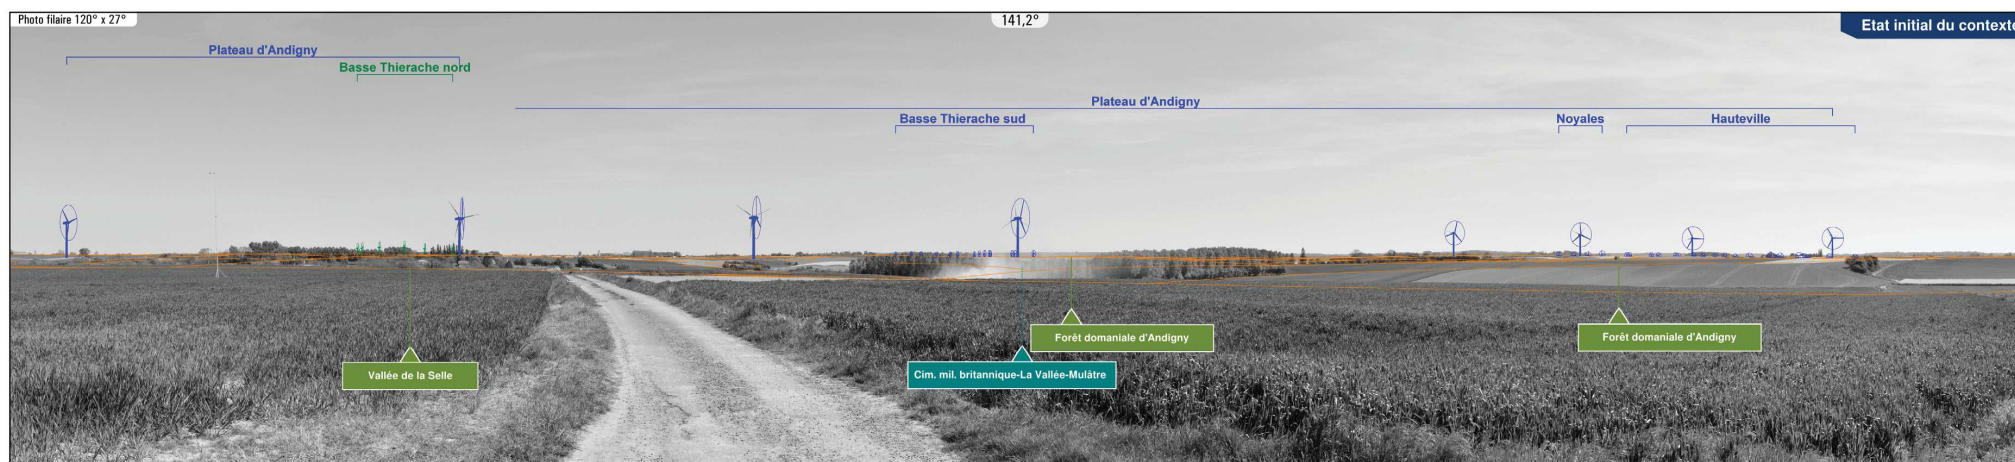 Photo filaire 120° x 27°
141,2°
Etat initial du contexte
Plateau d'Andigny
Basse Thierache nord
Plateau d'Andigny
Basse Thierache sud
Noyales
Hauteville
Forêt domaniale d'Andigny
Forêt domaniale d'Andigny
Vallée de la Selle
Cim. mil. britannique-La Vallée-Mulâtre